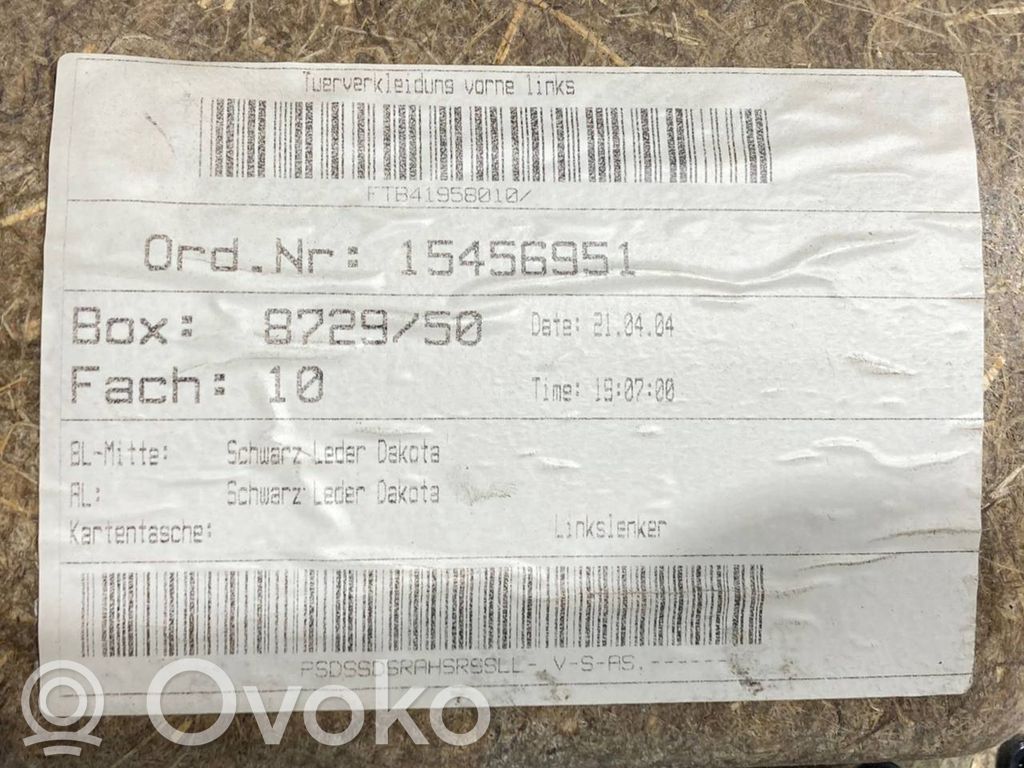 Tuerverkleidung vorne links
FTB41958010/
Ord.Nr: 15456951
Box: 8729/50 Date: 21.04.04
Fach: 10 Time: 19:07:00
BL-Mitte: Schwarz Leder Dakota
AL: Schwarz Leder Dakota
Kartentasche: Linkslenker
PSDSSDSRAHSRSSLL-.V-S-AS.-------
Ovoko